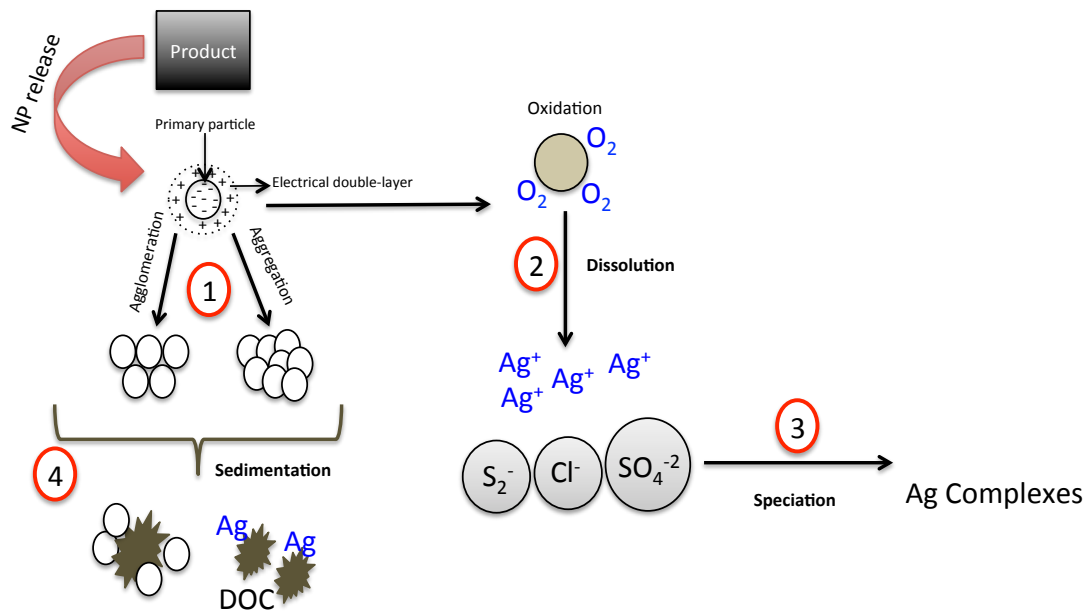 Product
NP release
Primary particle
Electrical double-layer
Agglomeration
Aggregation
1
Oxidation
O₂
O₂
O₂
2
Dissolution
Ag⁺
Ag⁺
Ag⁺
Ag⁺
S₂⁻
Cl⁻
SO₄⁻²
3
Speciation
Ag Complexes
4
Sedimentation
Ag
Ag
DOC